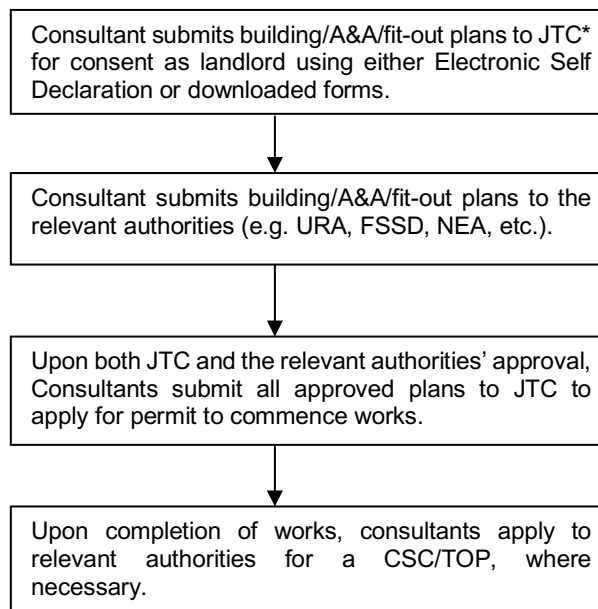 Consultant submits building/A&A/fit-out plans to JTC*
for consent as landlord using either Electronic Self
Declaration or downloaded forms.
Consultant submits building/A&A/fit-out plans to the
relevant authorities (e.g. URA, FSSD, NEA, etc.).
Upon both JTC and the relevant authorities’ approval,
Consultants submit all approved plans to JTC to
apply for permit to commence works.
Upon completion of works, consultants apply to
relevant authorities for a CSC/TOP, where
necessary.